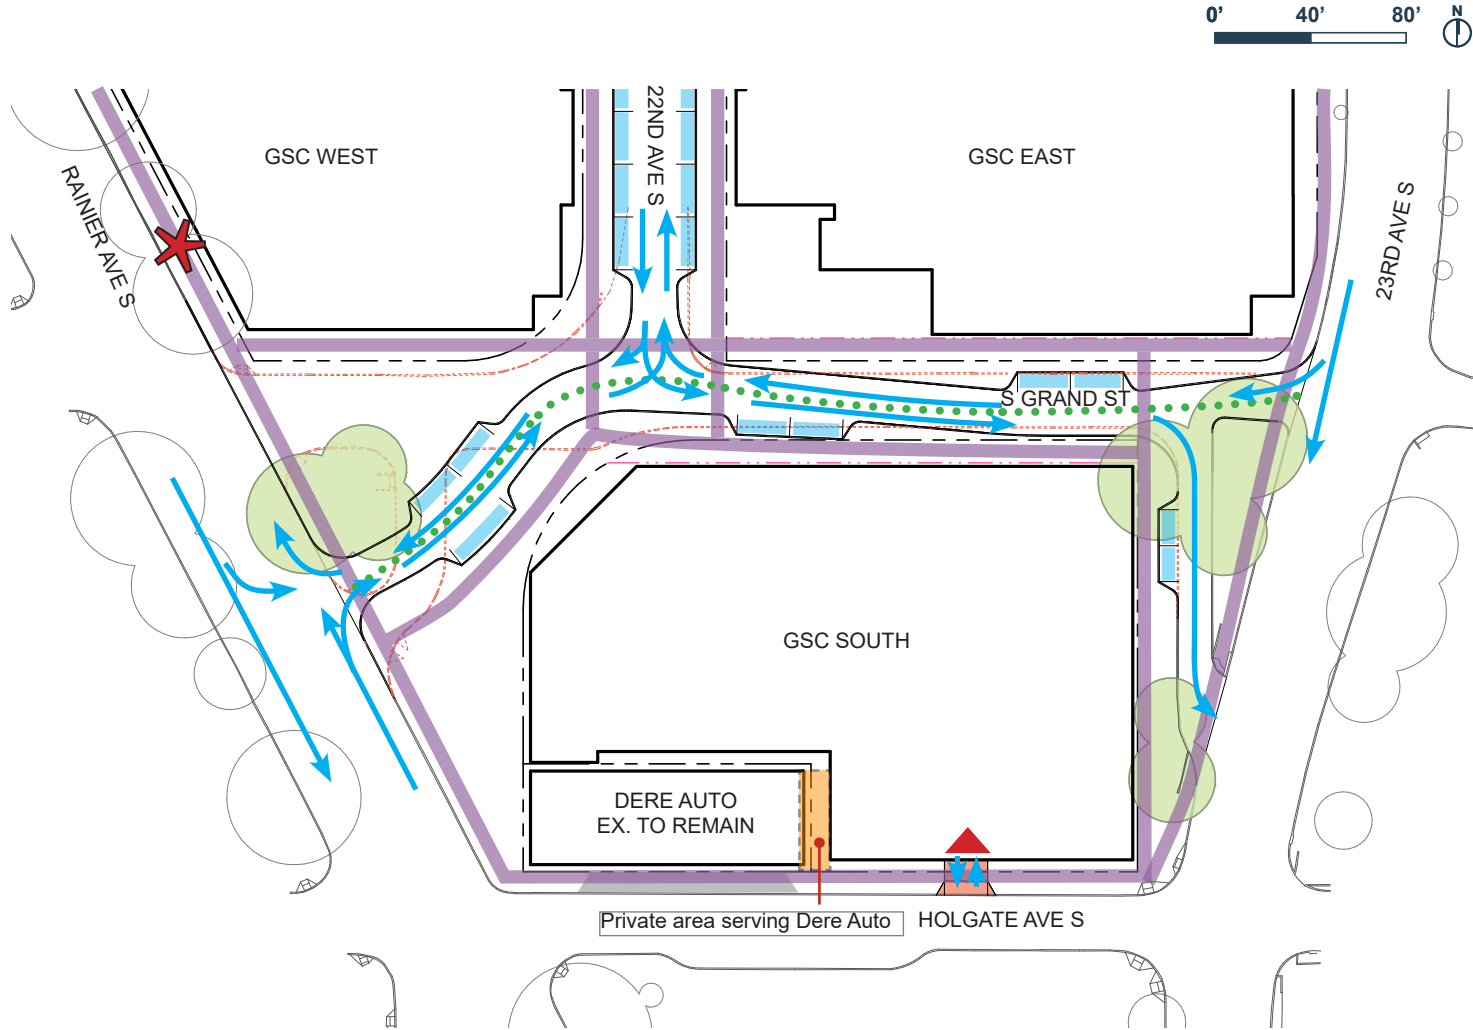 0' 40' 80' N
22ND AVE S
GSC WEST
GSC EAST
RAINIER AVE S
23RD AVE S
S GRAND ST
GSC SOUTH
DERE AUTO
EX. TO REMAIN
Private area serving Dere Auto
HOLGATE AVE S